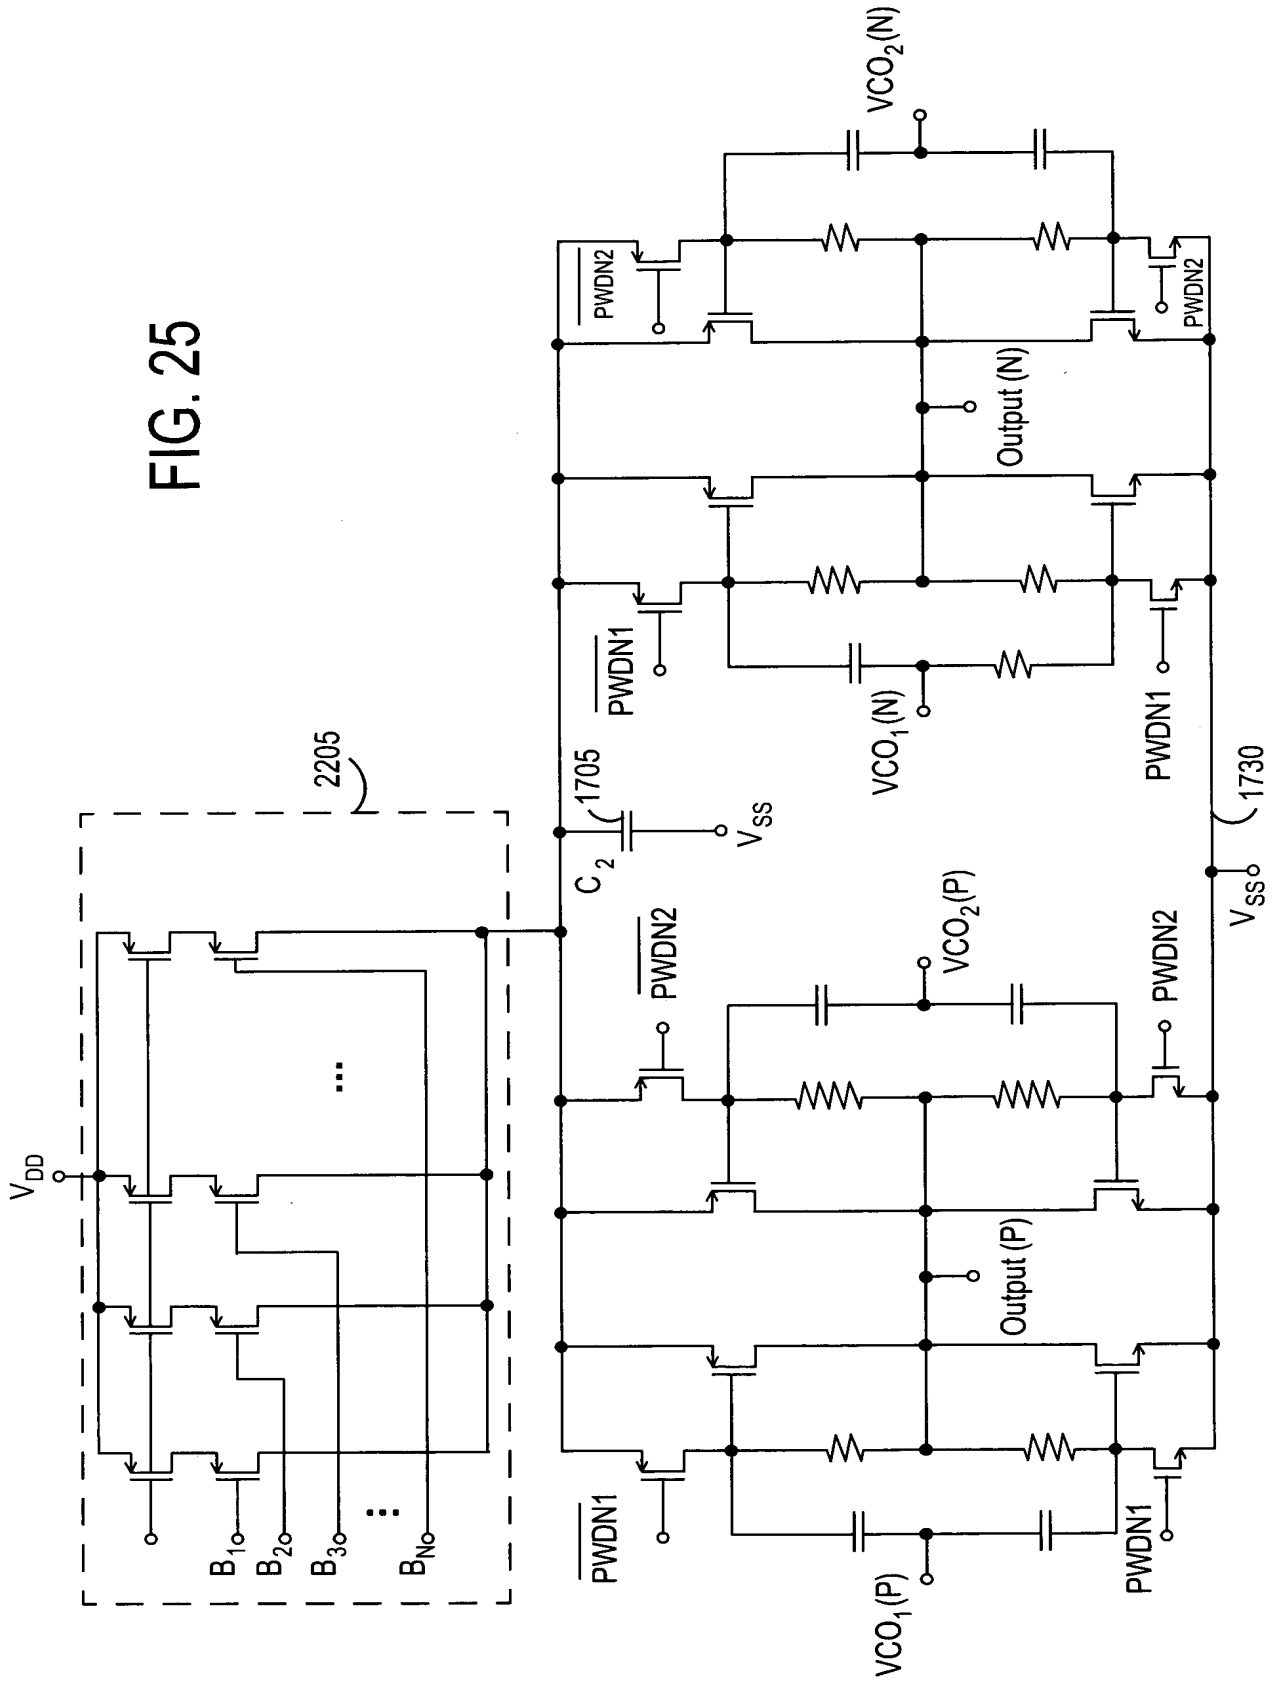 FIG. 25
2205
V_DD
B_1
B_2
B_3
...
...
B_N
C_2
1705
V_SS
PWDN1
PWDN2
PWDN1
PWDN2
VCO_1(P)
Output (P)
VCO_2(P)
VCO_1(N)
Output (N)
VCO_2(N)
PWDN1
PWDN2
V_SS
1730
PWDN1
PWDN2